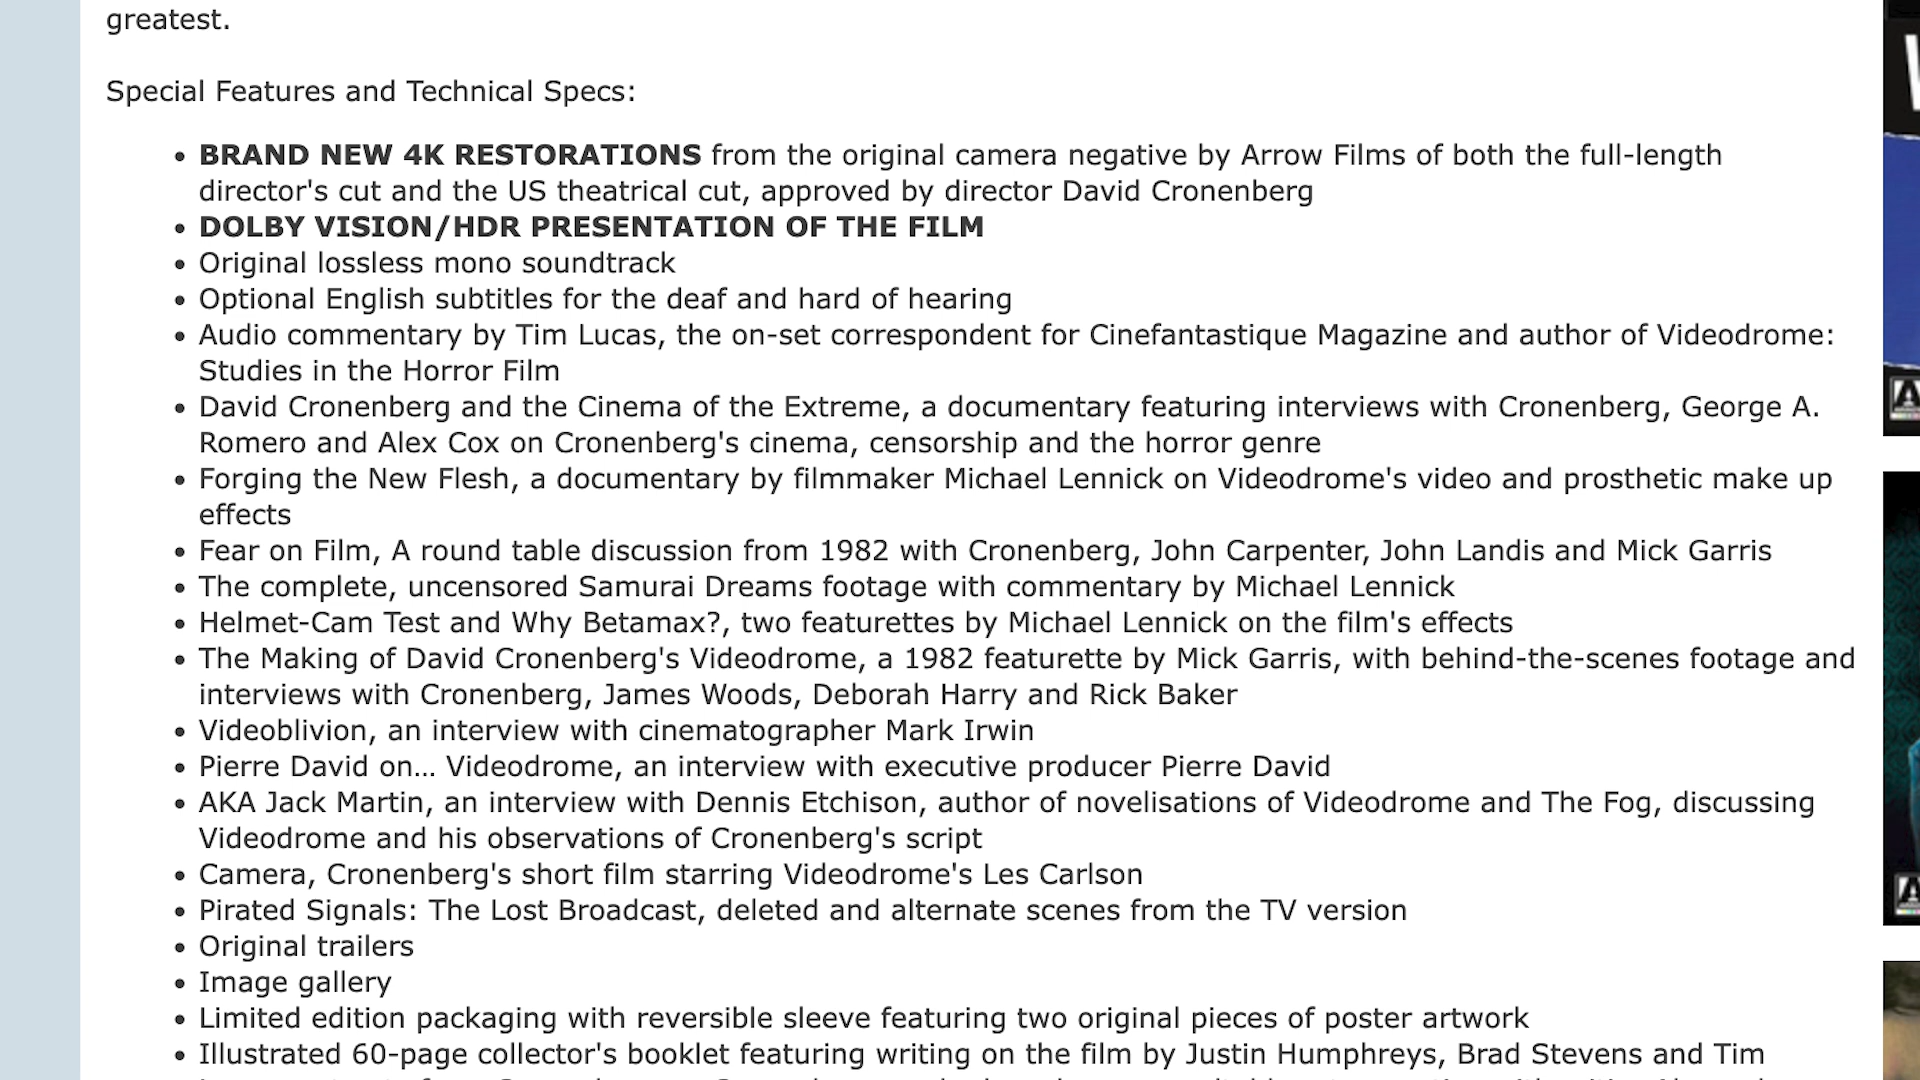 greatest.
Special Features and Technical Specs:
• BRAND NEW 4K RESTORATIONS from the original camera negative by Arrow Films of both the full-length
director's cut and the US theatrical cut, approved by director David Cronenberg
• DOLBY VISION/HDR PRESENTATION OF THE FILM
• Original lossless mono soundtrack
• Optional English subtitles for the deaf and hard of hearing
• Audio commentary by Tim Lucas, the on-set correspondent for Cinefantastique Magazine and author of Videodrome:
Studies in the Horror Film
• David Cronenberg and the Cinema of the Extreme, a documentary featuring interviews with Cronenberg, George A.
Romero and Alex Cox on Cronenberg's cinema, censorship and the horror genre
• Forging the New Flesh, a documentary by filmmaker Michael Lennick on Videodrome's video and prosthetic make up
effects
• Fear on Film, A round table discussion from 1982 with Cronenberg, John Carpenter, John Landis and Mick Garris
• The complete, uncensored Samurai Dreams footage with commentary by Michael Lennick
• Helmet-Cam Test and Why Betamax?, two featurettes by Michael Lennick on the film's effects
• The Making of David Cronenberg's Videodrome, a 1982 featurette by Mick Garris, with behind-the-scenes footage and
interviews with Cronenberg, James Woods, Deborah Harry and Rick Baker
• Videoblivion, an interview with cinematographer Mark Irwin
• Pierre David on… Videodrome, an interview with executive producer Pierre David
• AKA Jack Martin, an interview with Dennis Etchison, author of novelisations of Videodrome and The Fog, discussing
Videodrome and his observations of Cronenberg's script
• Camera, Cronenberg's short film starring Videodrome's Les Carlson
• Pirated Signals: The Lost Broadcast, deleted and alternate scenes from the TV version
• Original trailers
• Image gallery
• Limited edition packaging with reversible sleeve featuring two original pieces of poster artwork
• Illustrated 60-page collector's booklet featuring writing on the film by Justin Humphreys, Brad Stevens and Tim